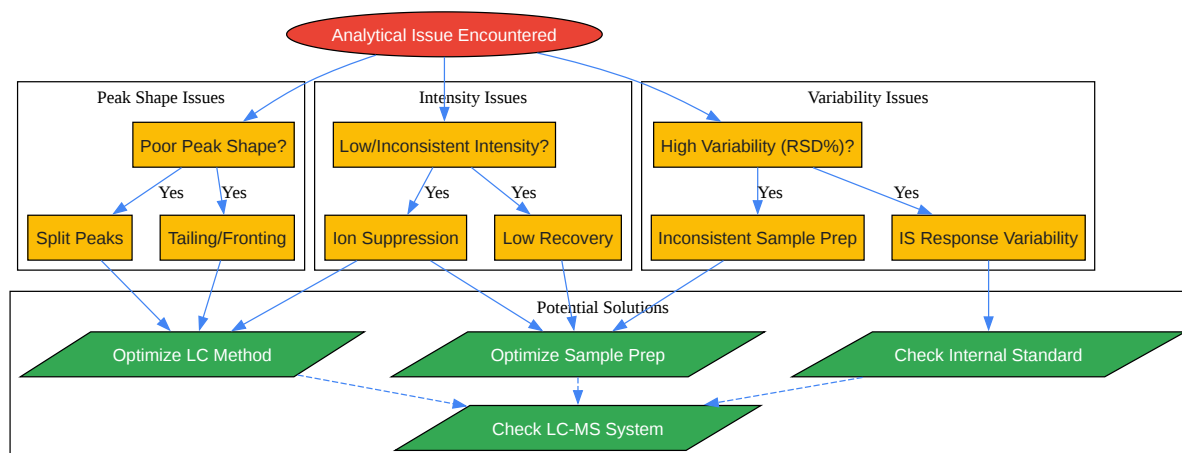 Analytical Issue Encountered
Peak Shape Issues
Intensity Issues
Variability Issues
Poor Peak Shape?
Low/Inconsistent Intensity?
High Variability (RSD%)?
Yes
Yes
Yes
Yes
Yes
Yes
Split Peaks
Tailing/Fronting
Ion Suppression
Low Recovery
Inconsistent Sample Prep
IS Response Variability
Potential Solutions
Optimize LC Method
Optimize Sample Prep
Check Internal Standard
Check LC-MS System